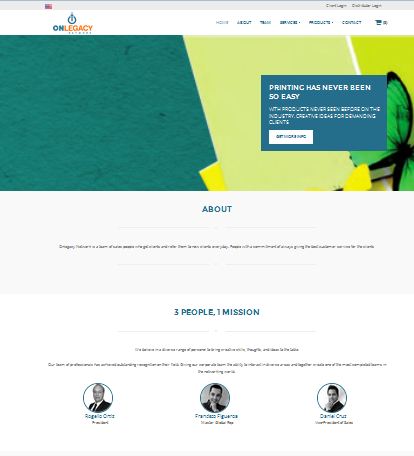 Client Login Distributor Login
ONLEGACY
NETWORK
HOME ABOUT TEAM SERVICES PRODUCTS CONTACT (0)
PRINTING HAS NEVER BEEN
SO EASY
WITH PRODUCTS NEVER SEEN BEFORE ON THE
INDUSTRY, CREATIVE IDEAS FOR DEMANDING
CLIENTS
GET MORE INFO
ABOUT
Onlegacy Network is a team of sales people who get clients and refer them to new clients everyday. People with a commitment of always giving the best customer service for the clients
3 PEOPLE, 1 MISSION
We believe in a diverse range of personnel to bring creative skills, thoughts, and ideas to the table.
Our team of professionals has achieved outstanding recognition on their field. Giving our corporate team the ability to interact in diverse areas and together create one of the most completed teams in
the networking world.
Rogelio Ortiz Francisco Figueroa Daniel Cruz
President Master Global Rep Vice-President of Sales